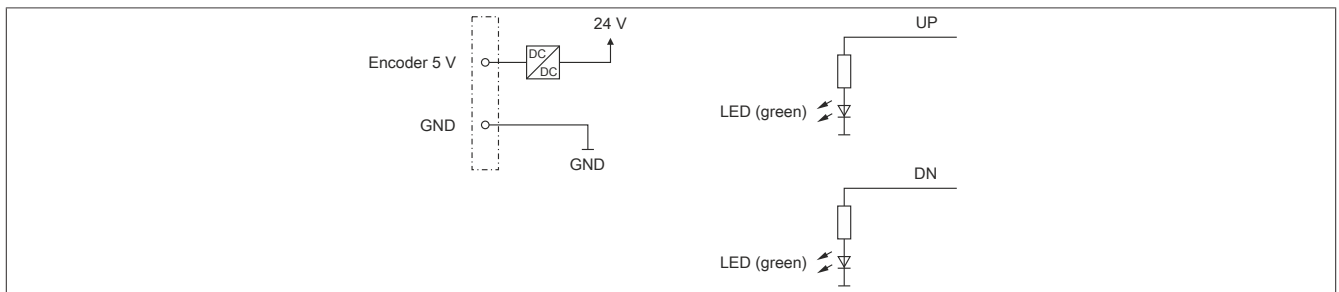 24 V
UP
Encoder 5 V
DC
DC
LED (green)
GND
GND
DN
LED (green)